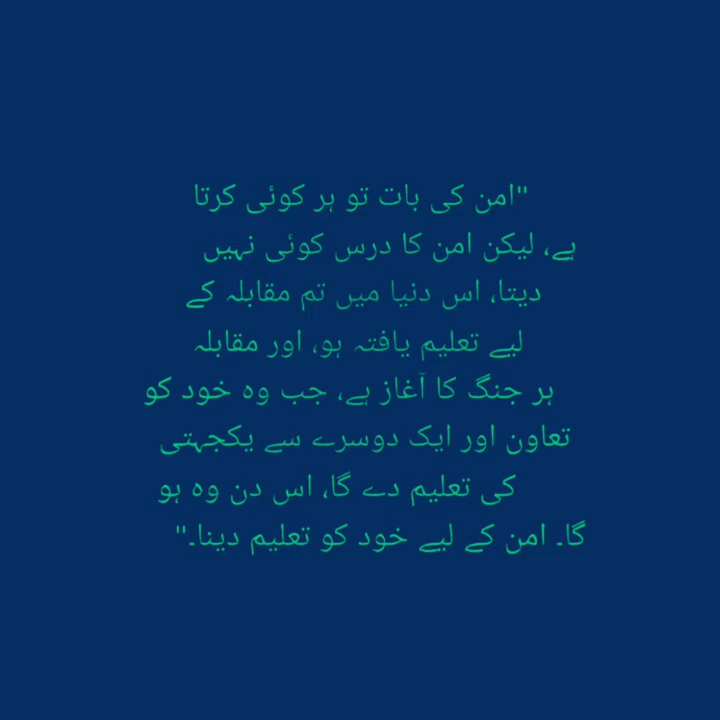 "امن کی بات تو ہر کوئی کرتا
ہے، لیکن امن کا درس کوئی نہیں
دیتا، اس دنیا میں تم مقابلہ کے
لیے تعلیم یافتہ ہو، اور مقابلہ
ہر جنگ کا آغاز ہے، جب وہ خود کو
تعاون اور ایک دوسرے سے یکجہتی
کی تعلیم دے گا، اس دن وہ ہو
گا۔ امن کے لیے خود کو تعلیم دینا۔"